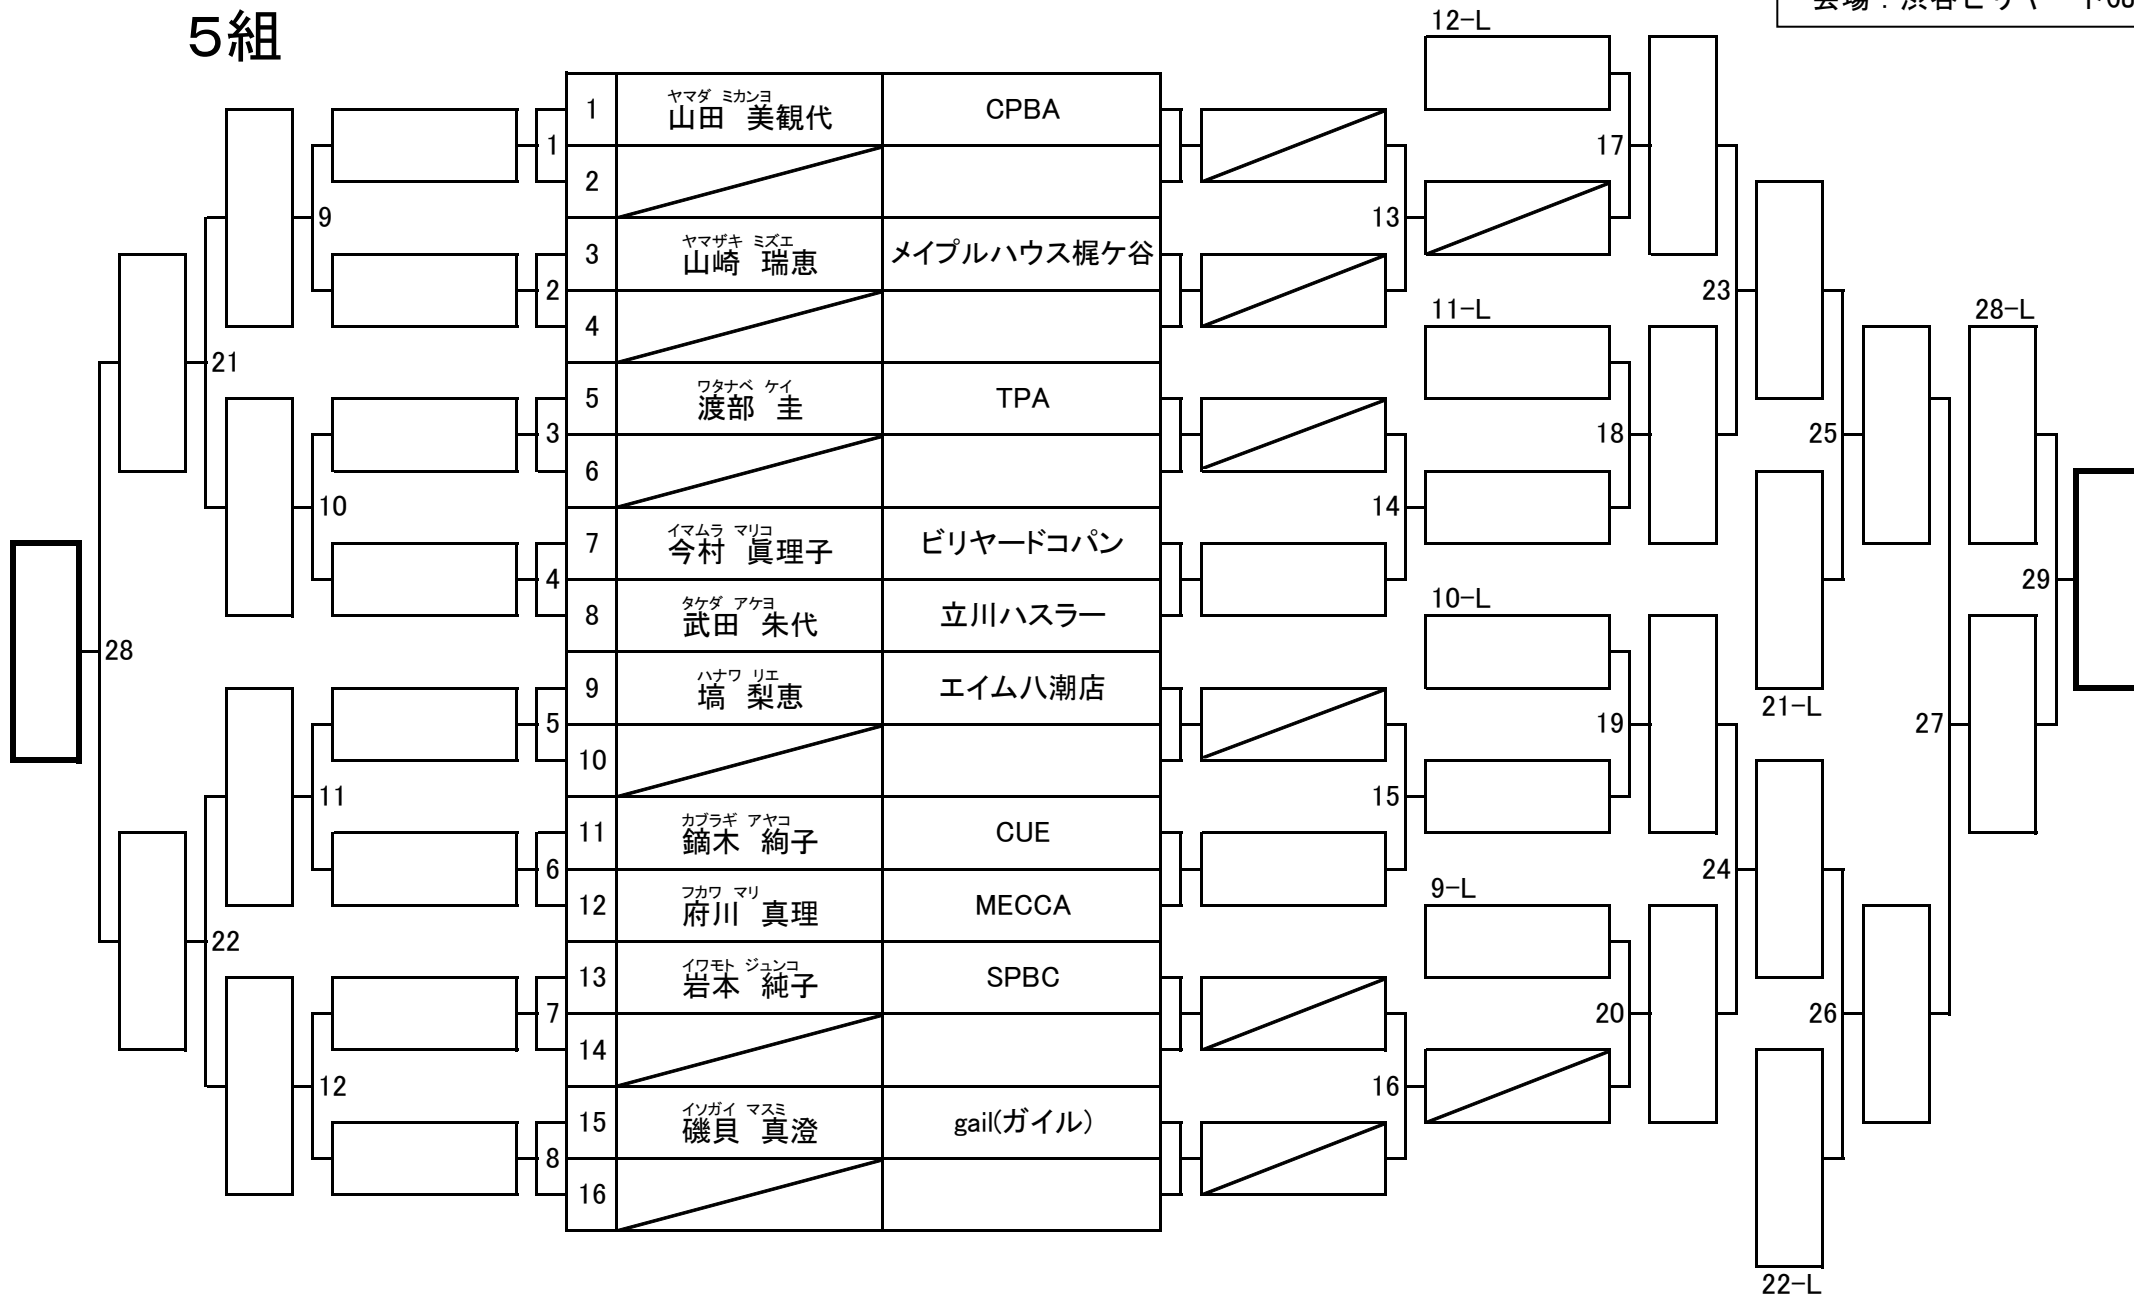 5組
会場：渋谷ビリヤード
12-L
1
ヤマダ ミカンヨ
山田 美観代
CPBA
1
17
2
9
13
3
ヤマザキ ミズエ
山崎 瑞恵
メイプルハウス梶ケ谷
2
23
11-L
28-L
4
21
5
ワタナベ ケイ
渡部 圭
TPA
3
18
25
6
10
14
7
イマムラ マリコ
今村 眞理子
ビリヤードコパン
4
29
10-L
8
タケダ アケヨ
武田 朱代
立川ハスラー
28
9
ハナワ リエ
塙 梨恵
エイム八潮店
21-L
5
19
27
10
11
15
11
カブラギ アヤコ
鏑木 絢子
CUE
6
24
9-L
12
フカワ マリ
府川 真理
MECCA
22
13
イワモト ジュンコ
岩本 純子
SPBC
7
20
26
14
12
16
15
イソガイ マスミ
磯貝 真澄
gail(ガイル)
8
16
22-L